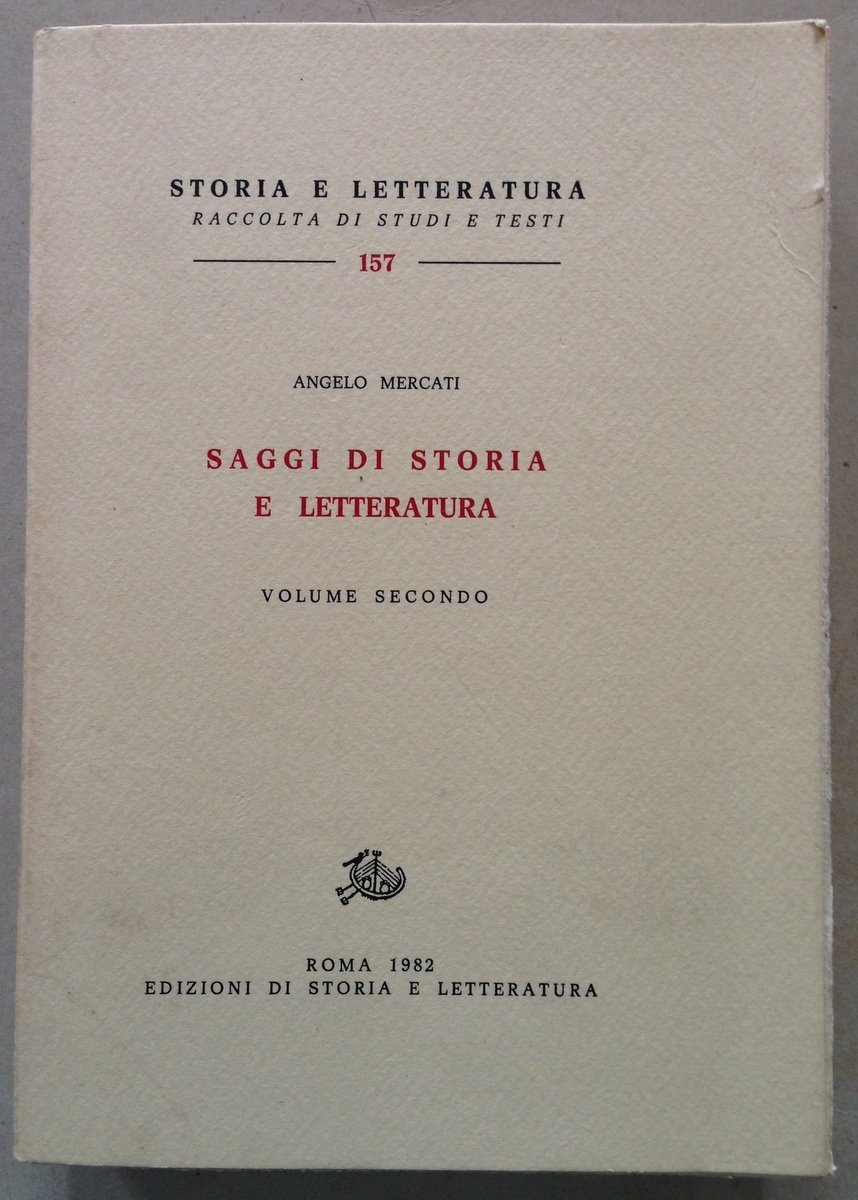 STORIA E LETTERATURA
RACCOLTA DI STUDI E TESTI
157
ANGELO MERCATI
SAGGI DI STORIA
E LETTERATURA
VOLUME SECONDO
ROMA 1982
EDIZIONI DI STORIA E LETTERATURA